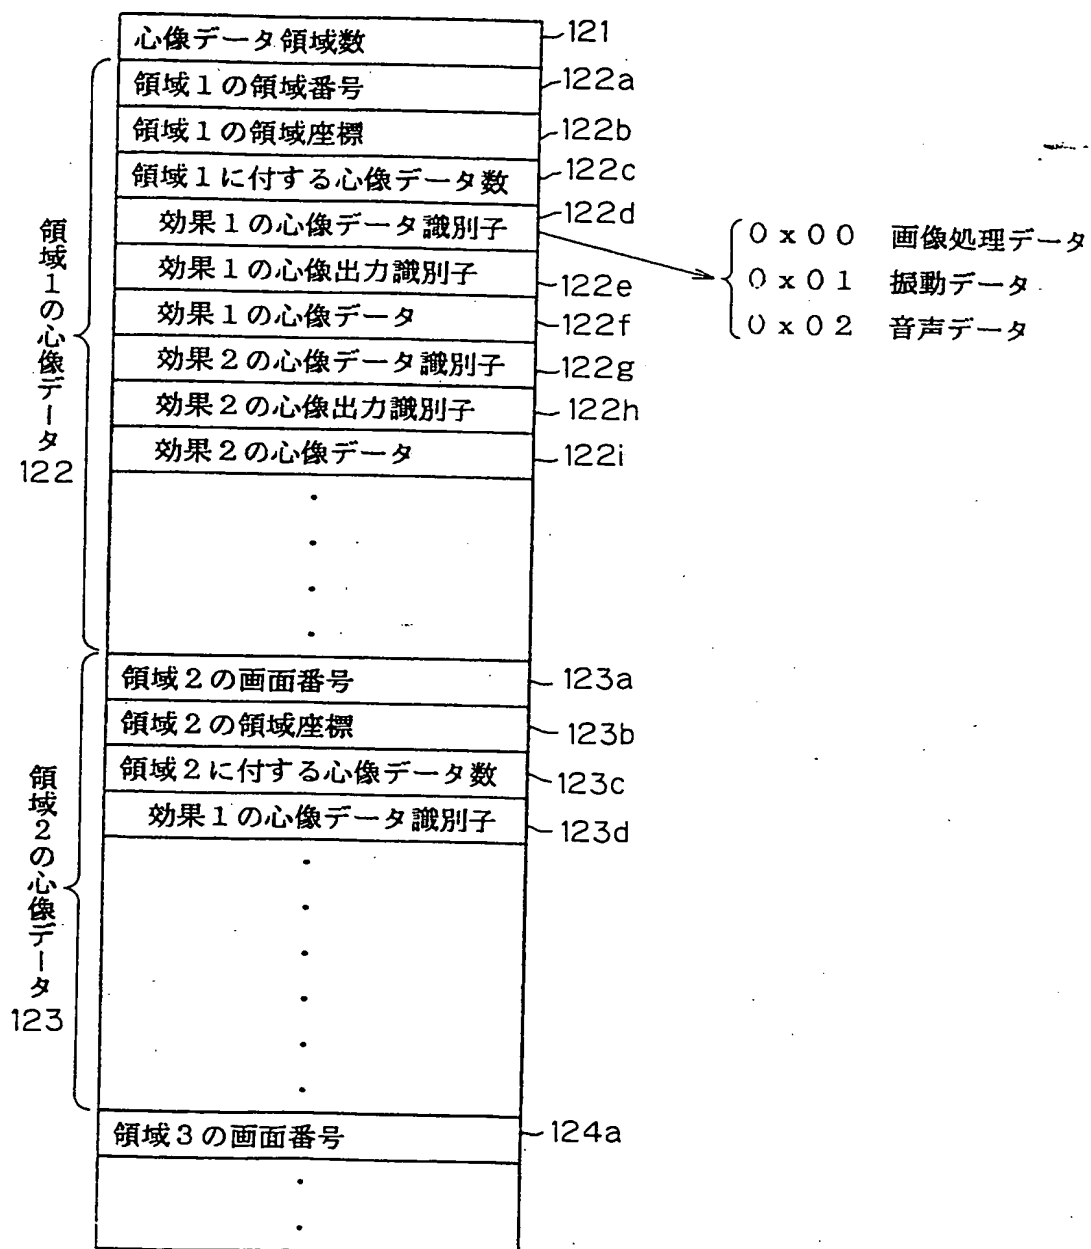 心像データ領域数 121
領域1の領域番号 122a
領域1の領域座標 122b
領域1に付する心像データ数 122c
効果1の心像データ識別子 122d
効果1の心像出力識別子 122e
効果1の心像データ 122f
効果2の心像データ識別子 122g
効果2の心像出力識別子 122h
効果2の心像データ 122i
領域1の心像データ
122
0x00 画像処理データ
0x01 振動データ
0x02 音声データ
領域2の画面番号 123a
領域2の領域座標 123b
領域2に付する心像データ数 123c
効果1の心像データ識別子 123d
領域2の心像データ
123
領域3の画面番号 124a